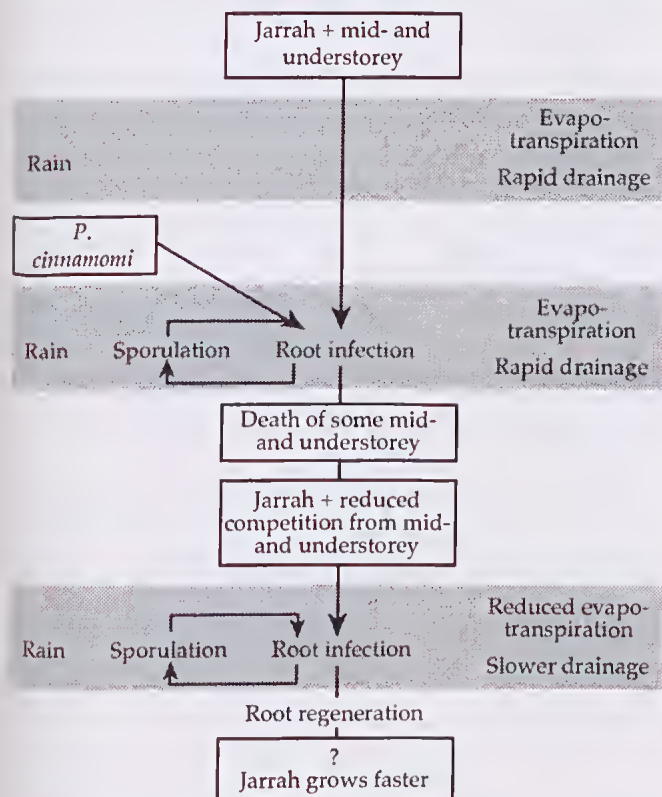 Jarrah + mid- and
understorey
Evapo-
transpiration
Rain
Rapid drainage
P.
cinnamomi
Evapo-
transpiration
Rain Sporulation Root infection
Rapid drainage
Death of some mid-
and understorey
Jarrah + reduced
competition from mid-
and understorey
Reduced evapo-
transpiration
Rain Sporulation Root infection
Slower drainage
Root regeneration
?
Jarrah grows faster